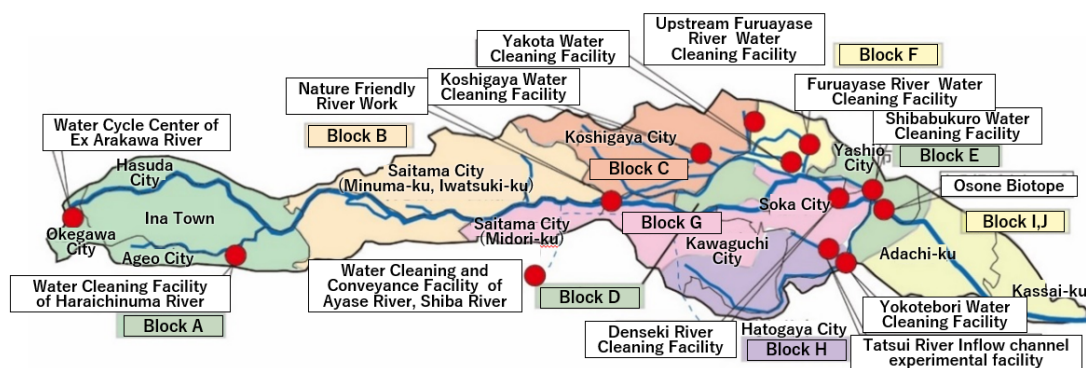 Upstream Furuayase
River Water
Cleaning Facility
Yakota Water
Cleaning Facility
Block F
Koshigaya Water
Cleaning Facility
Nature Friendly
River Work
Furuayase River Water
Cleaning Facility
Water Cycle Center of
Ex Arakawa River
Block B
Shibabukuro Water
Cleaning Facility
Koshigaya City
Yashio
City
Block E
Hasuda
City
Saitama City
(Minuma-ku, Iwatsuki-ku)
Block C
Osone Biotope
Ina Town
Soka City
Saitama City
(Midori-ku)
Block G
Block I,J
Okegawa
City
Kawaguchi
City
Ageo City
Adachi-ku
Water Cleaning Facility
of Haraichinuma River
Water Cleaning and
Conveyance Facility of
Ayase River, Shiba River
Block D
Kassai-ku
Block A
Yokotebori Water
Cleaning Facility
Denseki River
Cleaning Facility
Hatogaya City
Block H
Tatsui River Inflow channel
experimental facility